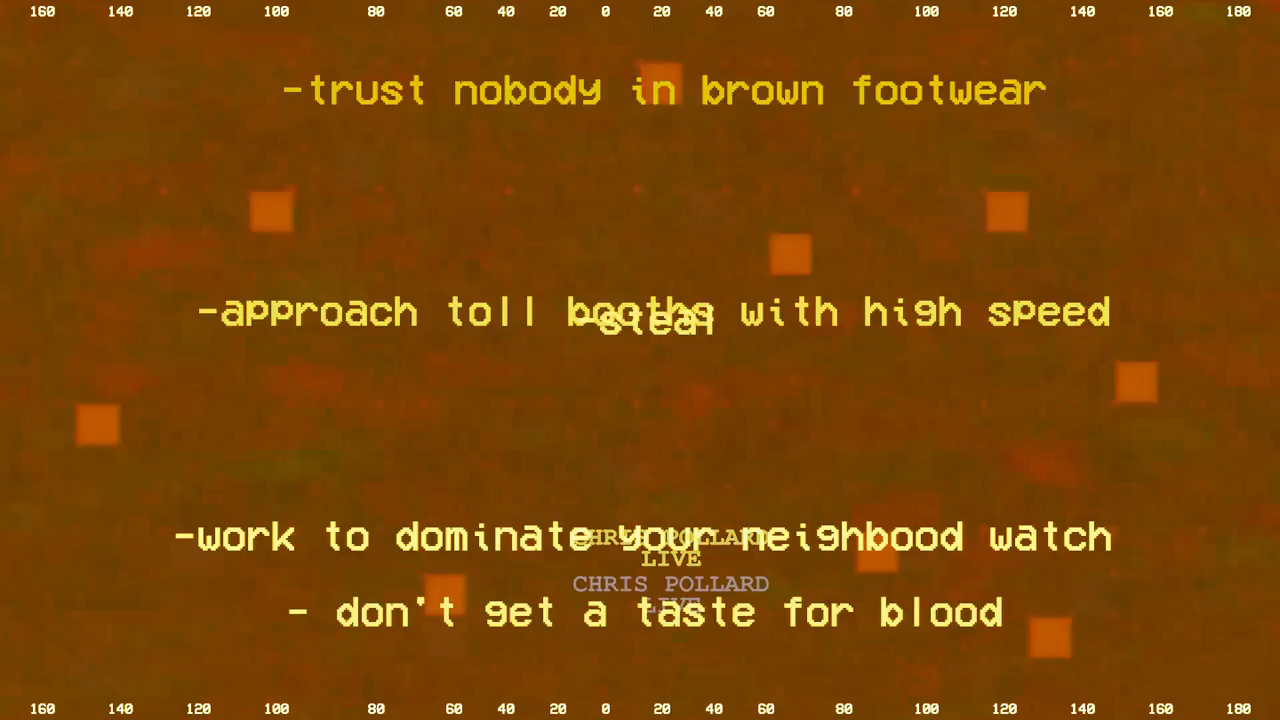 160 140 120 100 80 60 40 20 0 20 40 60 80 100 120 140 160 180
-trust nobody in brown footwear
-approach toll booths with high speed
-steal
-work to dominate your neighbood watch
CHRIS POLLARD
LIVE
CHRIS POLLARD
LIVE
- don't get a taste for blood
160 140 120 100 80 60 40 20 0 20 40 60 80 100 120 140 160 180